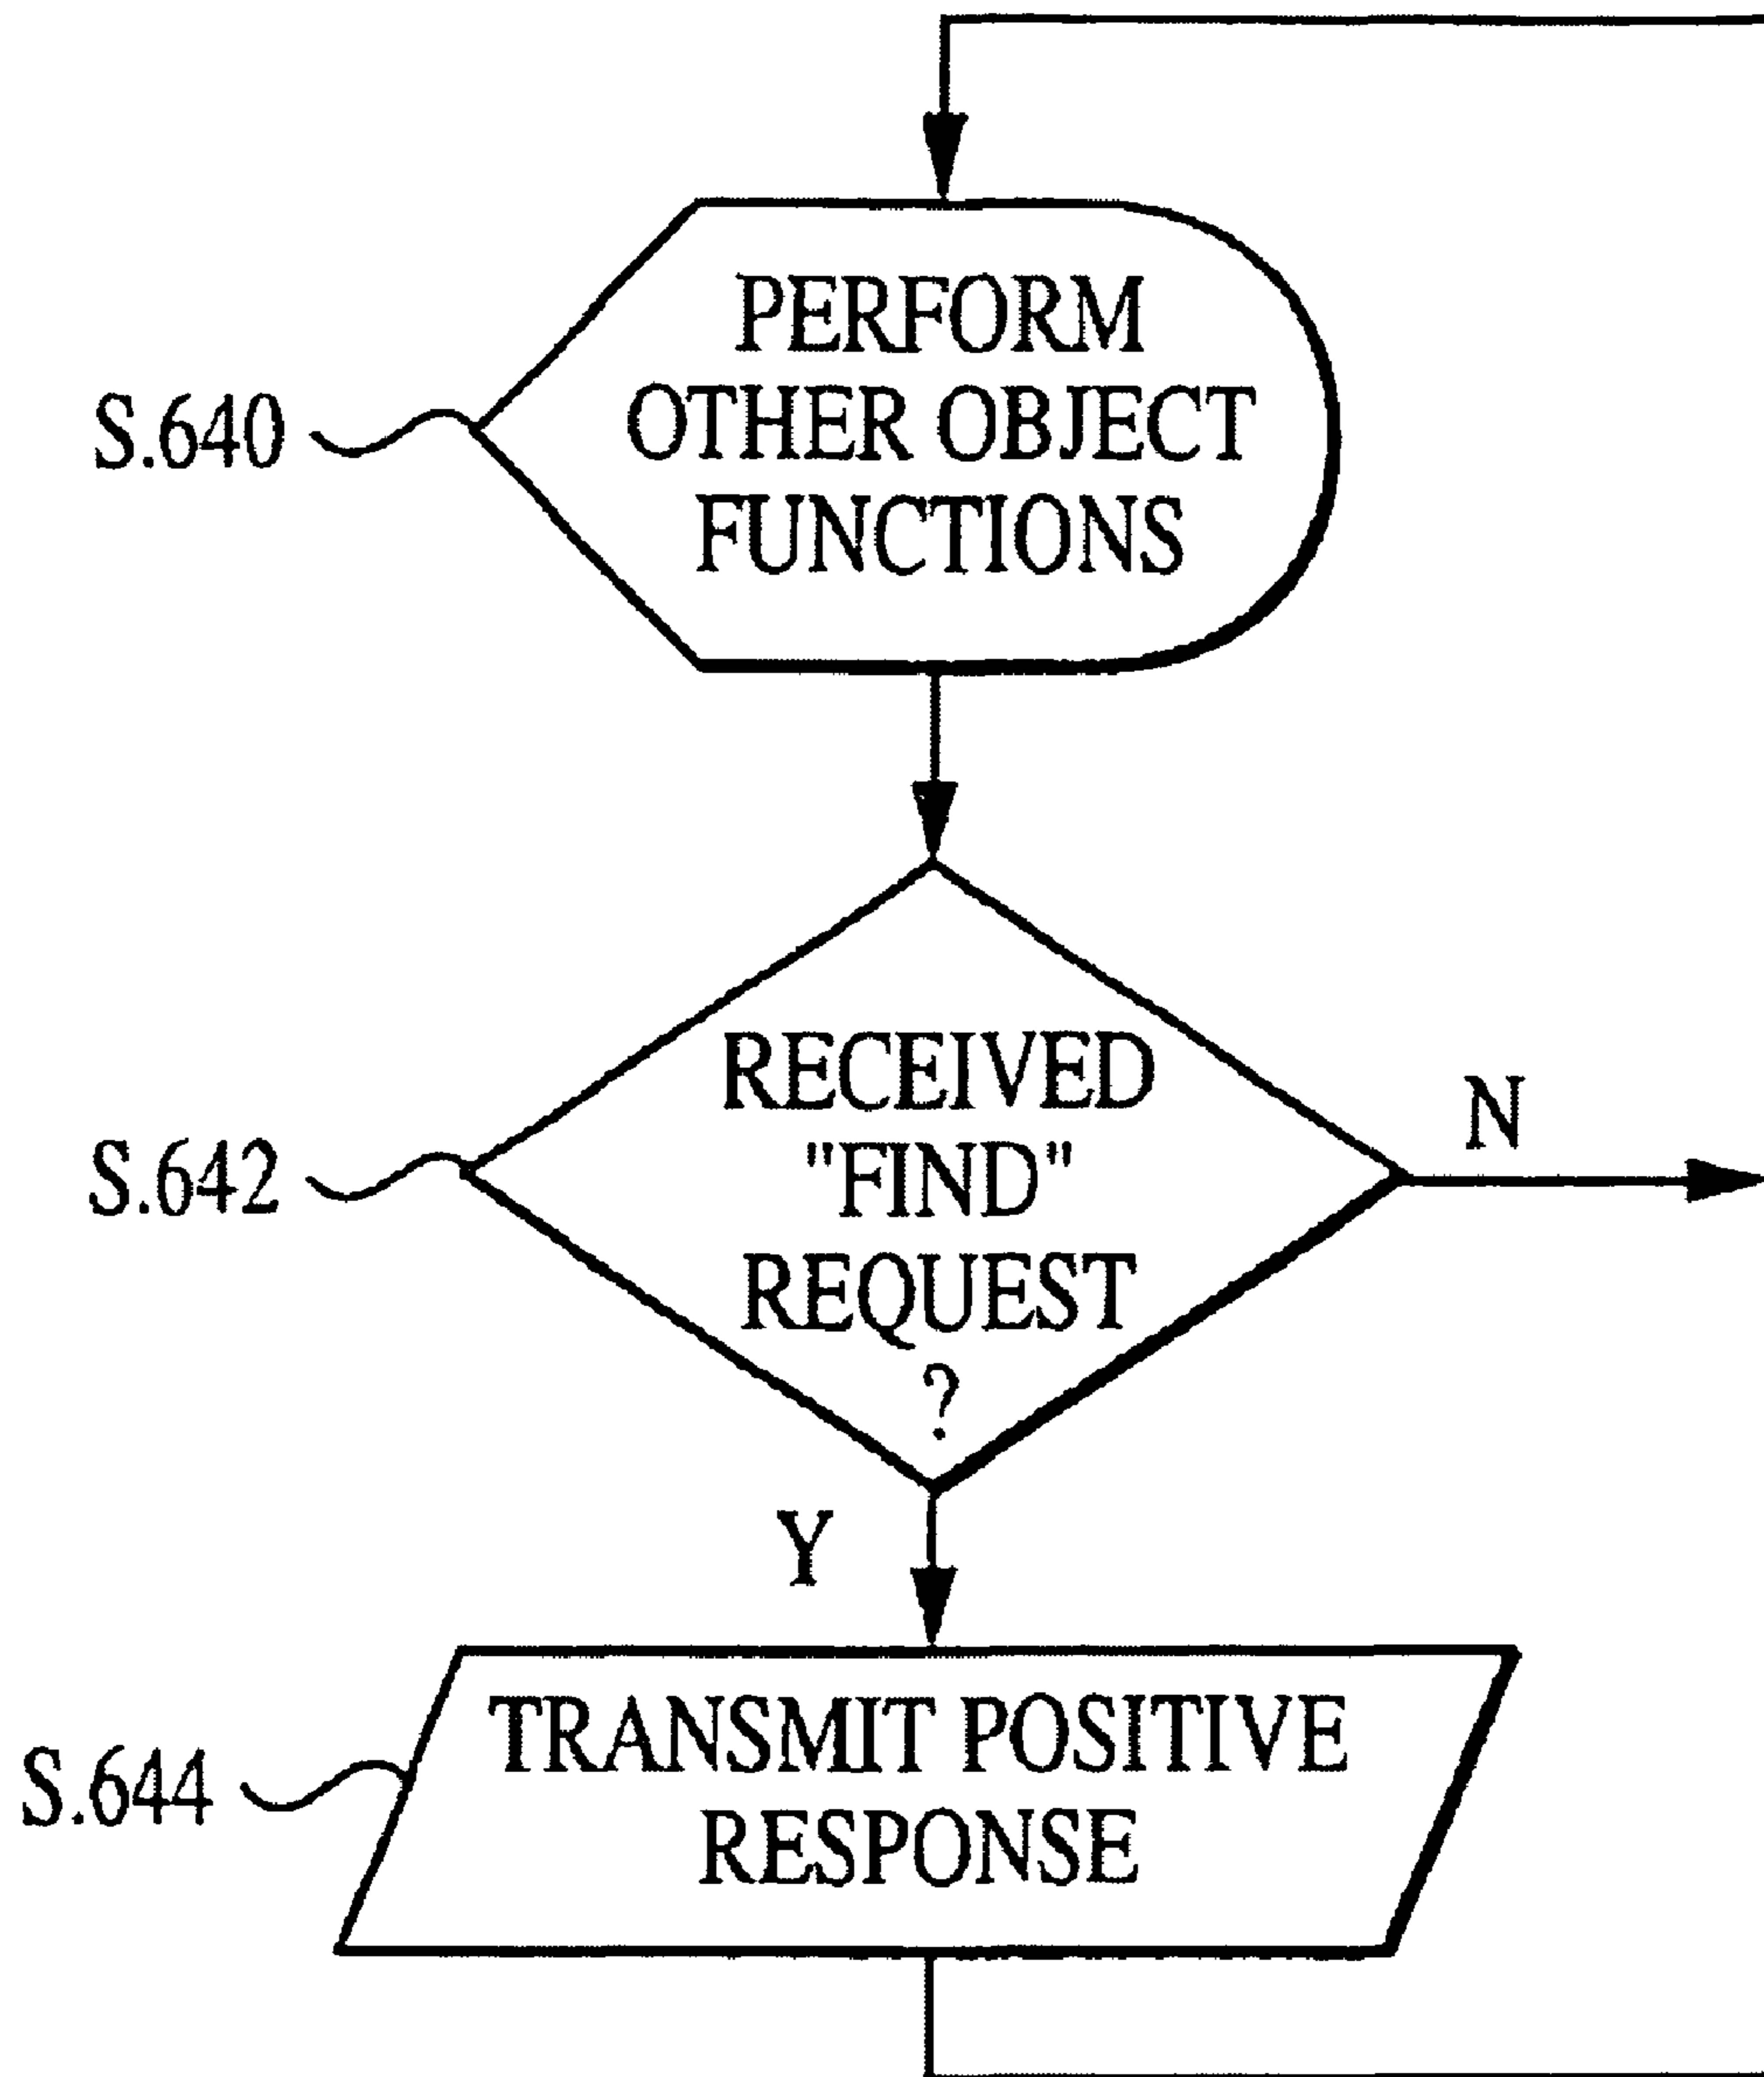 PERFORM
OTHER OBJECT
FUNCTIONS
S.640
RECEIVED
"FIND"
REQUEST
?
S.642
N
Y
TRANSMIT POSITIVE
RESPONSE
S.644